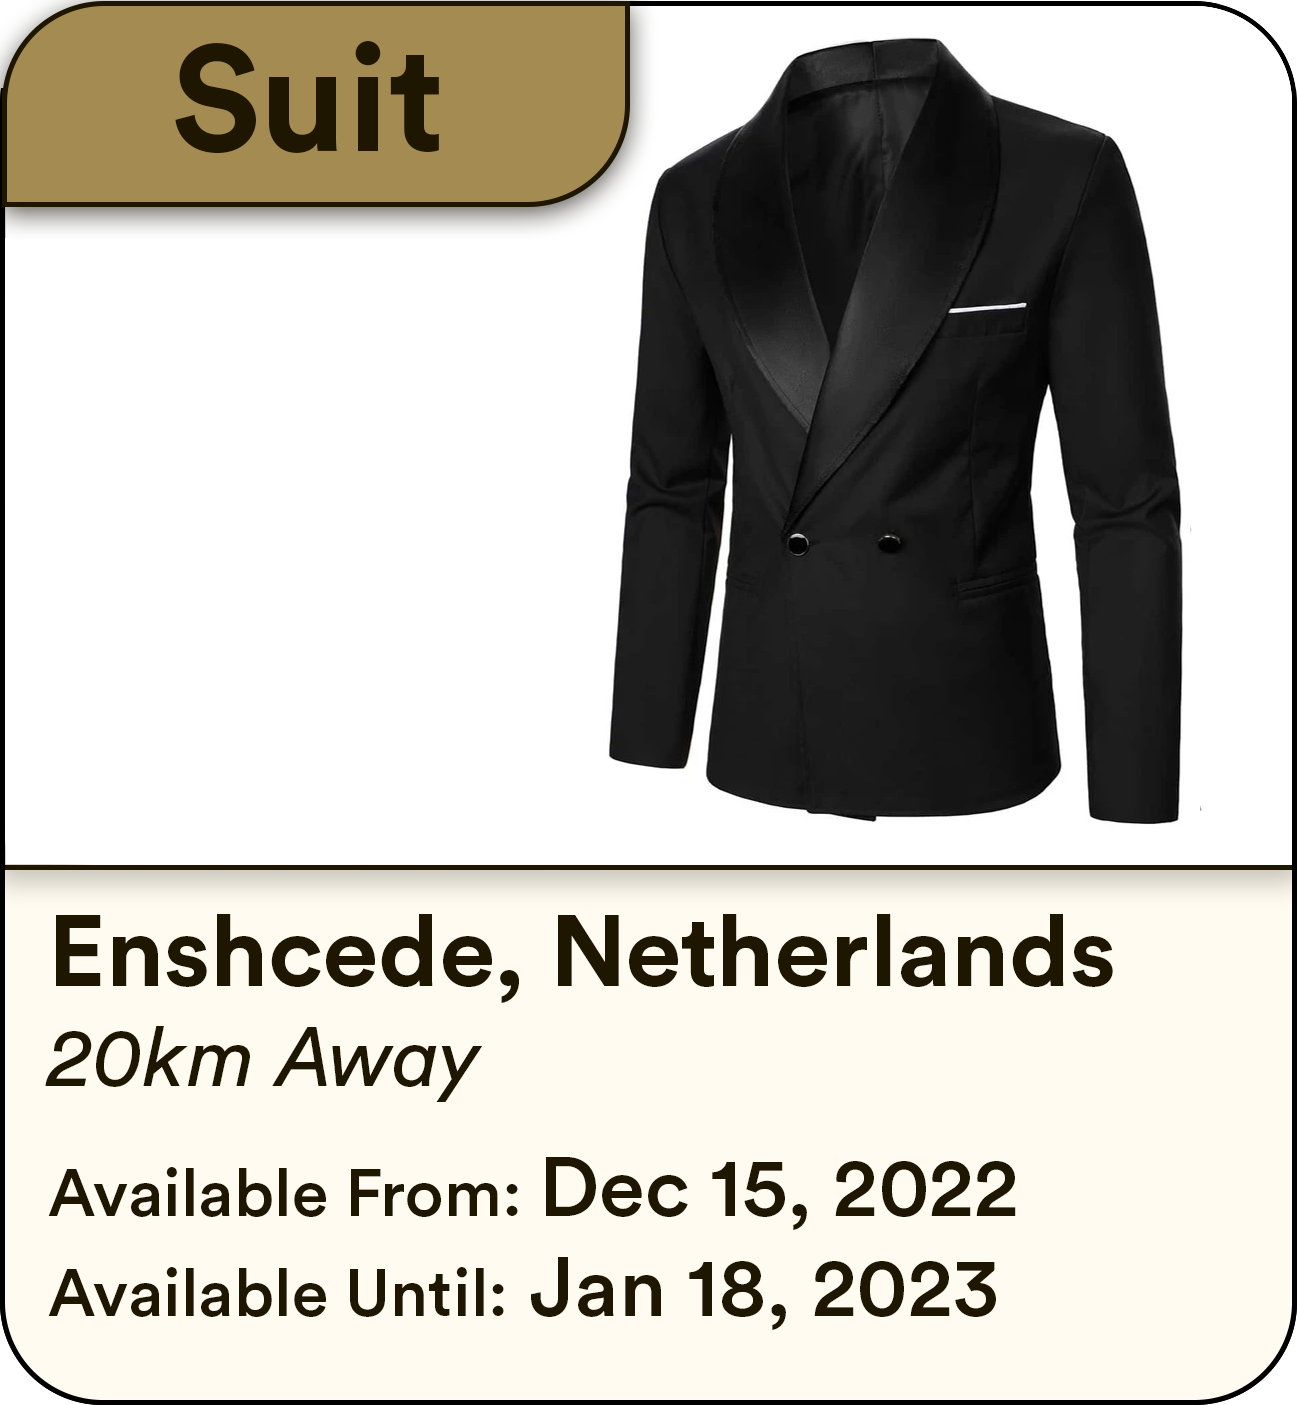 Suit
Enshcede, Netherlands
20km Away
Available From: Dec 15, 2022
Available Until: Jan 18, 2023